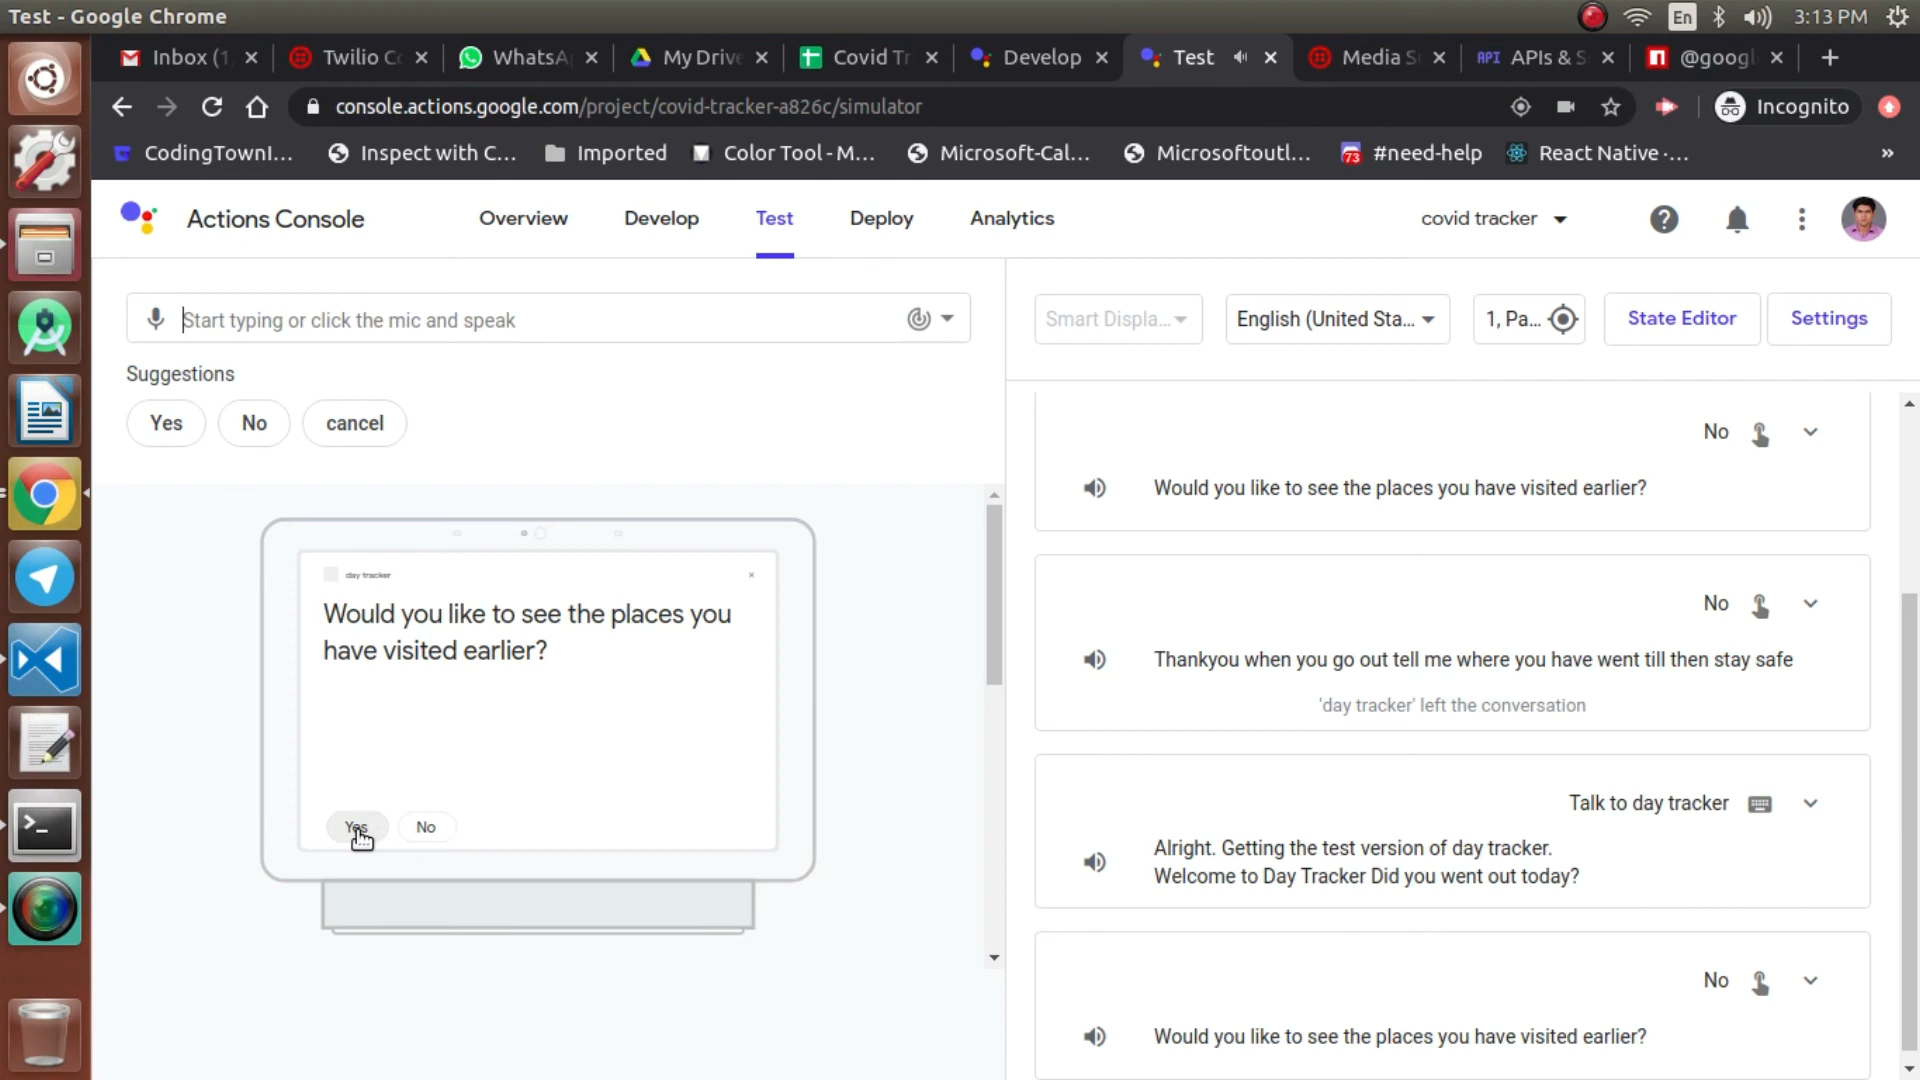 Test - Google Chrome
En
3:13 PM
Inbox (1
Twilio Co
WhatsA
My Drive
Covid Tr
Develop
Test
Media S
API APIs & S
@googl
console.actions.google.com/project/covid-tracker-a826c/simulator
Incognito
CodingTownI...
Inspect with C...
Imported
Color Tool - M...
Microsoft-Cal...
Microsoftoutl...
73 #need-help
React Native ·...
»
Actions Console
Overview
Develop
Test
Deploy
Analytics
covid tracker
Start typing or click the mic and speak
Smart Displa...
English (United Sta...
1, Pa...
State Editor
Settings
Suggestions
Yes
No
cancel
day tracker
Would you like to see the places you
have visited earlier?
Yes
No
No
Would you like to see the places you have visited earlier?
No
Thankyou when you go out tell me where you have went till then stay safe
'day tracker' left the conversation
Talk to day tracker
Alright. Getting the test version of day tracker.
Welcome to Day Tracker Did you went out today?
No
Would you like to see the places you have visited earlier?